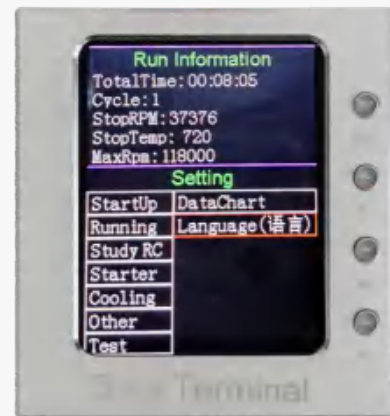 Run Information
TotalTime:00:08:05
Cycle:1
StopRPM:37376
StopTemp: 720
MaxRpm:118000
Setting
StartUp DataChart
Running Language(语言)
Study RC
Starter
Cooling
Other
Test
Terminal